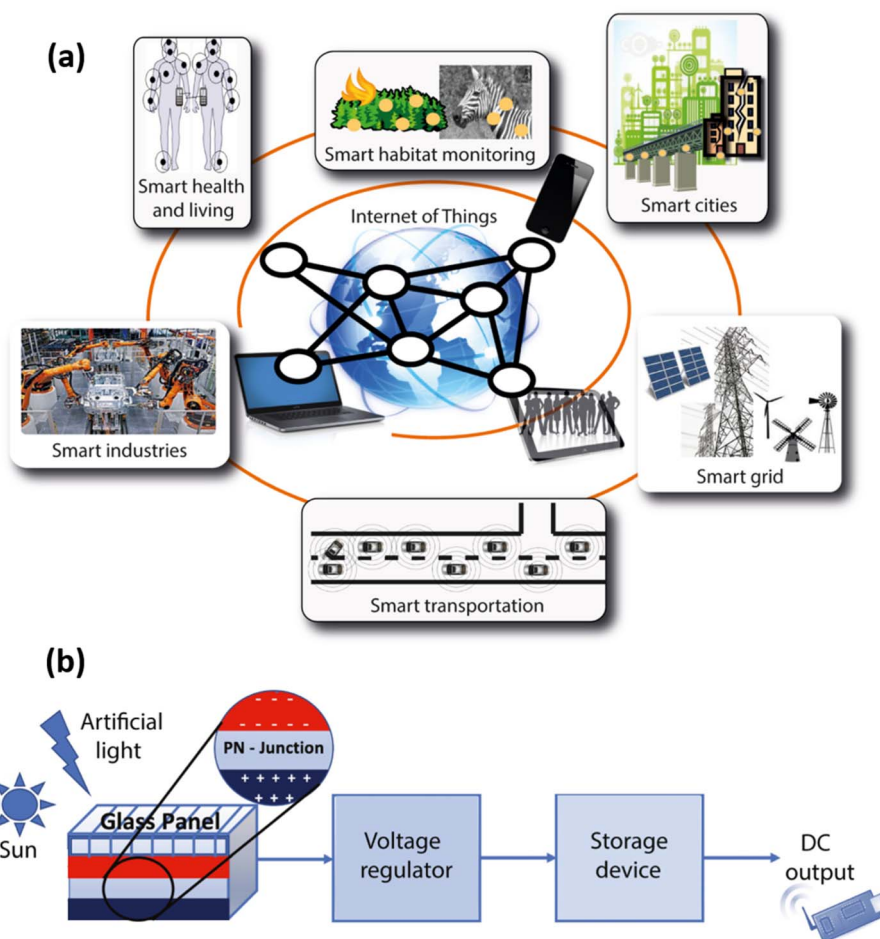 (a)
Smart health
and living
Smart habitat monitoring
Smart cities
Internet of Things
Smart industries
Smart grid
Smart transportation
(b)
Artificial
light
Sun
Glass Panel
- - - -
- - - - - -
PN - Junction
+ + + + +
+ + + +
Voltage
regulator
Storage
device
DC
output